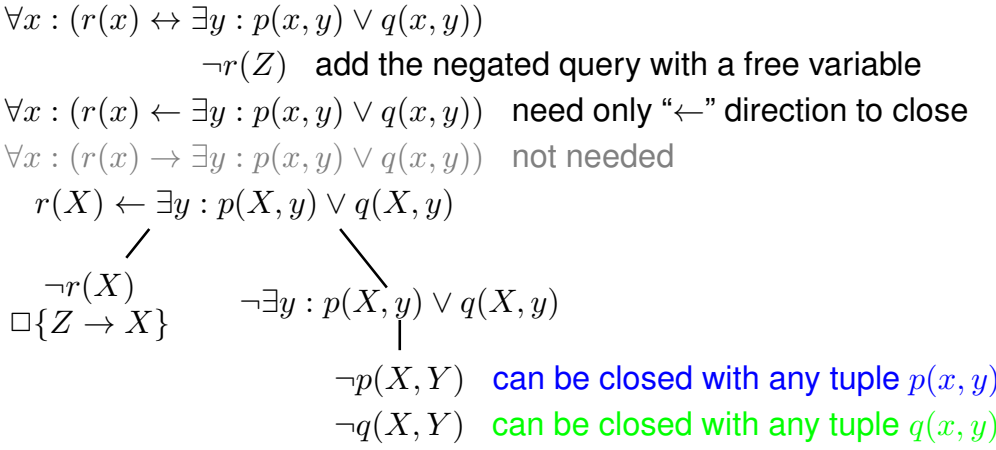 ∀x : (r(x) ↔ ∃y : p(x, y) ∨ q(x, y))
¬r(Z) add the negated query with a free variable
∀x : (r(x) ← ∃y : p(x, y) ∨ q(x, y)) need only “←” direction to close
∀x : (r(x) → ∃y : p(x, y) ∨ q(x, y)) not needed
r(X) ← ∃y : p(X, y) ∨ q(X, y)
¬r(X)
□{Z → X}
¬∃y : p(X, y) ∨ q(X, y)
¬p(X, Y) can be closed with any tuple p(x, y)
¬q(X, Y) can be closed with any tuple q(x, y)